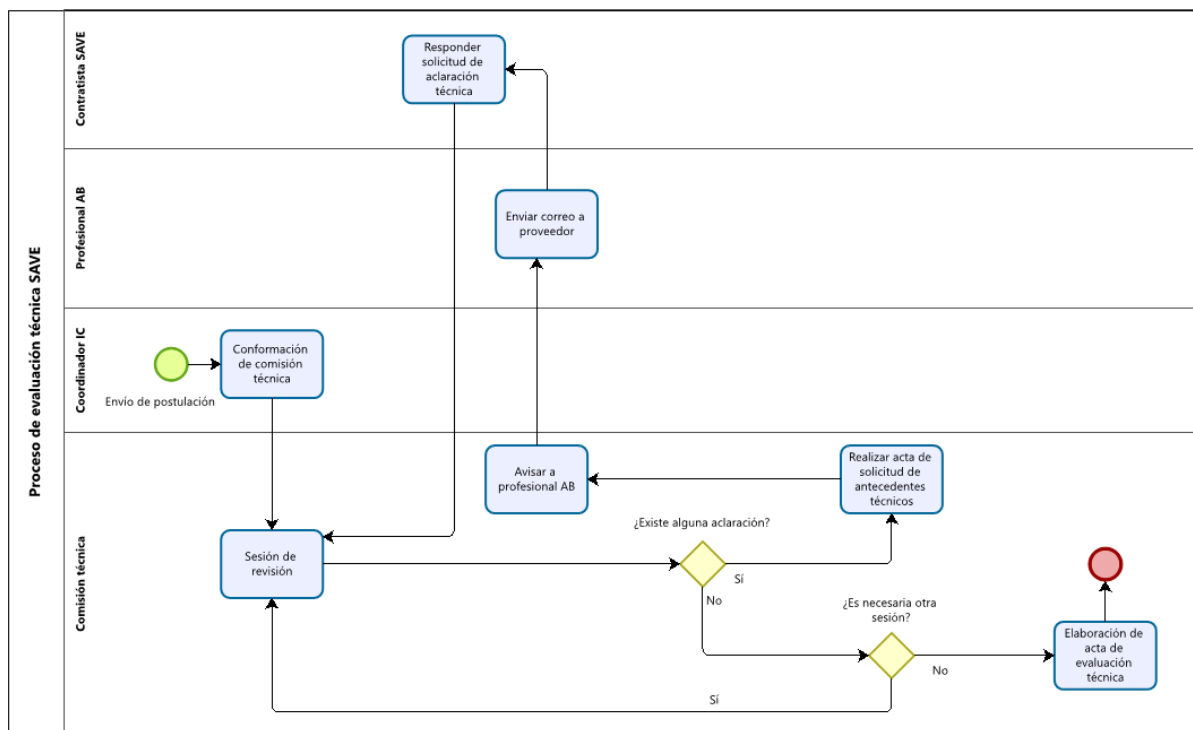 Proceso de evaluación técnica SAVE
Contratista SAVE
Responder
solicitud de
aclaración
técnica
Profesional AB
Enviar correo a
proveedor
Coordinador IC
Envío de postulación
Conformación
de comisión
técnica
Comisión técnica
Sesión de
revisión
Avisar a
profesional AB
¿Existe alguna aclaración?
Sí
No
Realizar acta de
solicitud de
antecedentes
técnicos
¿Es necesaria otra
sesión?
No
Sí
Elaboración de
acta de
evaluación
técnica